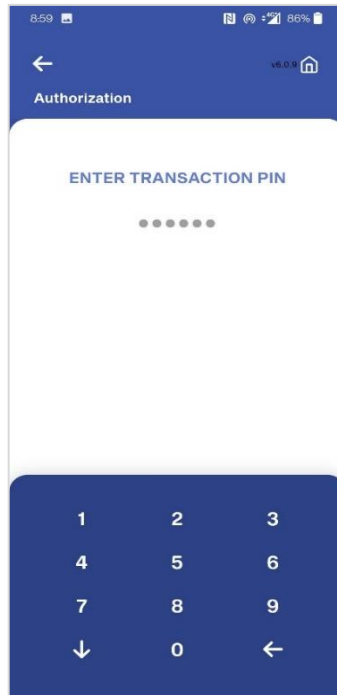 8:59 4G 86%
v6.0.9
Authorization
ENTER TRANSACTION PIN
1 2 3
4 5 6
7 8 9
0